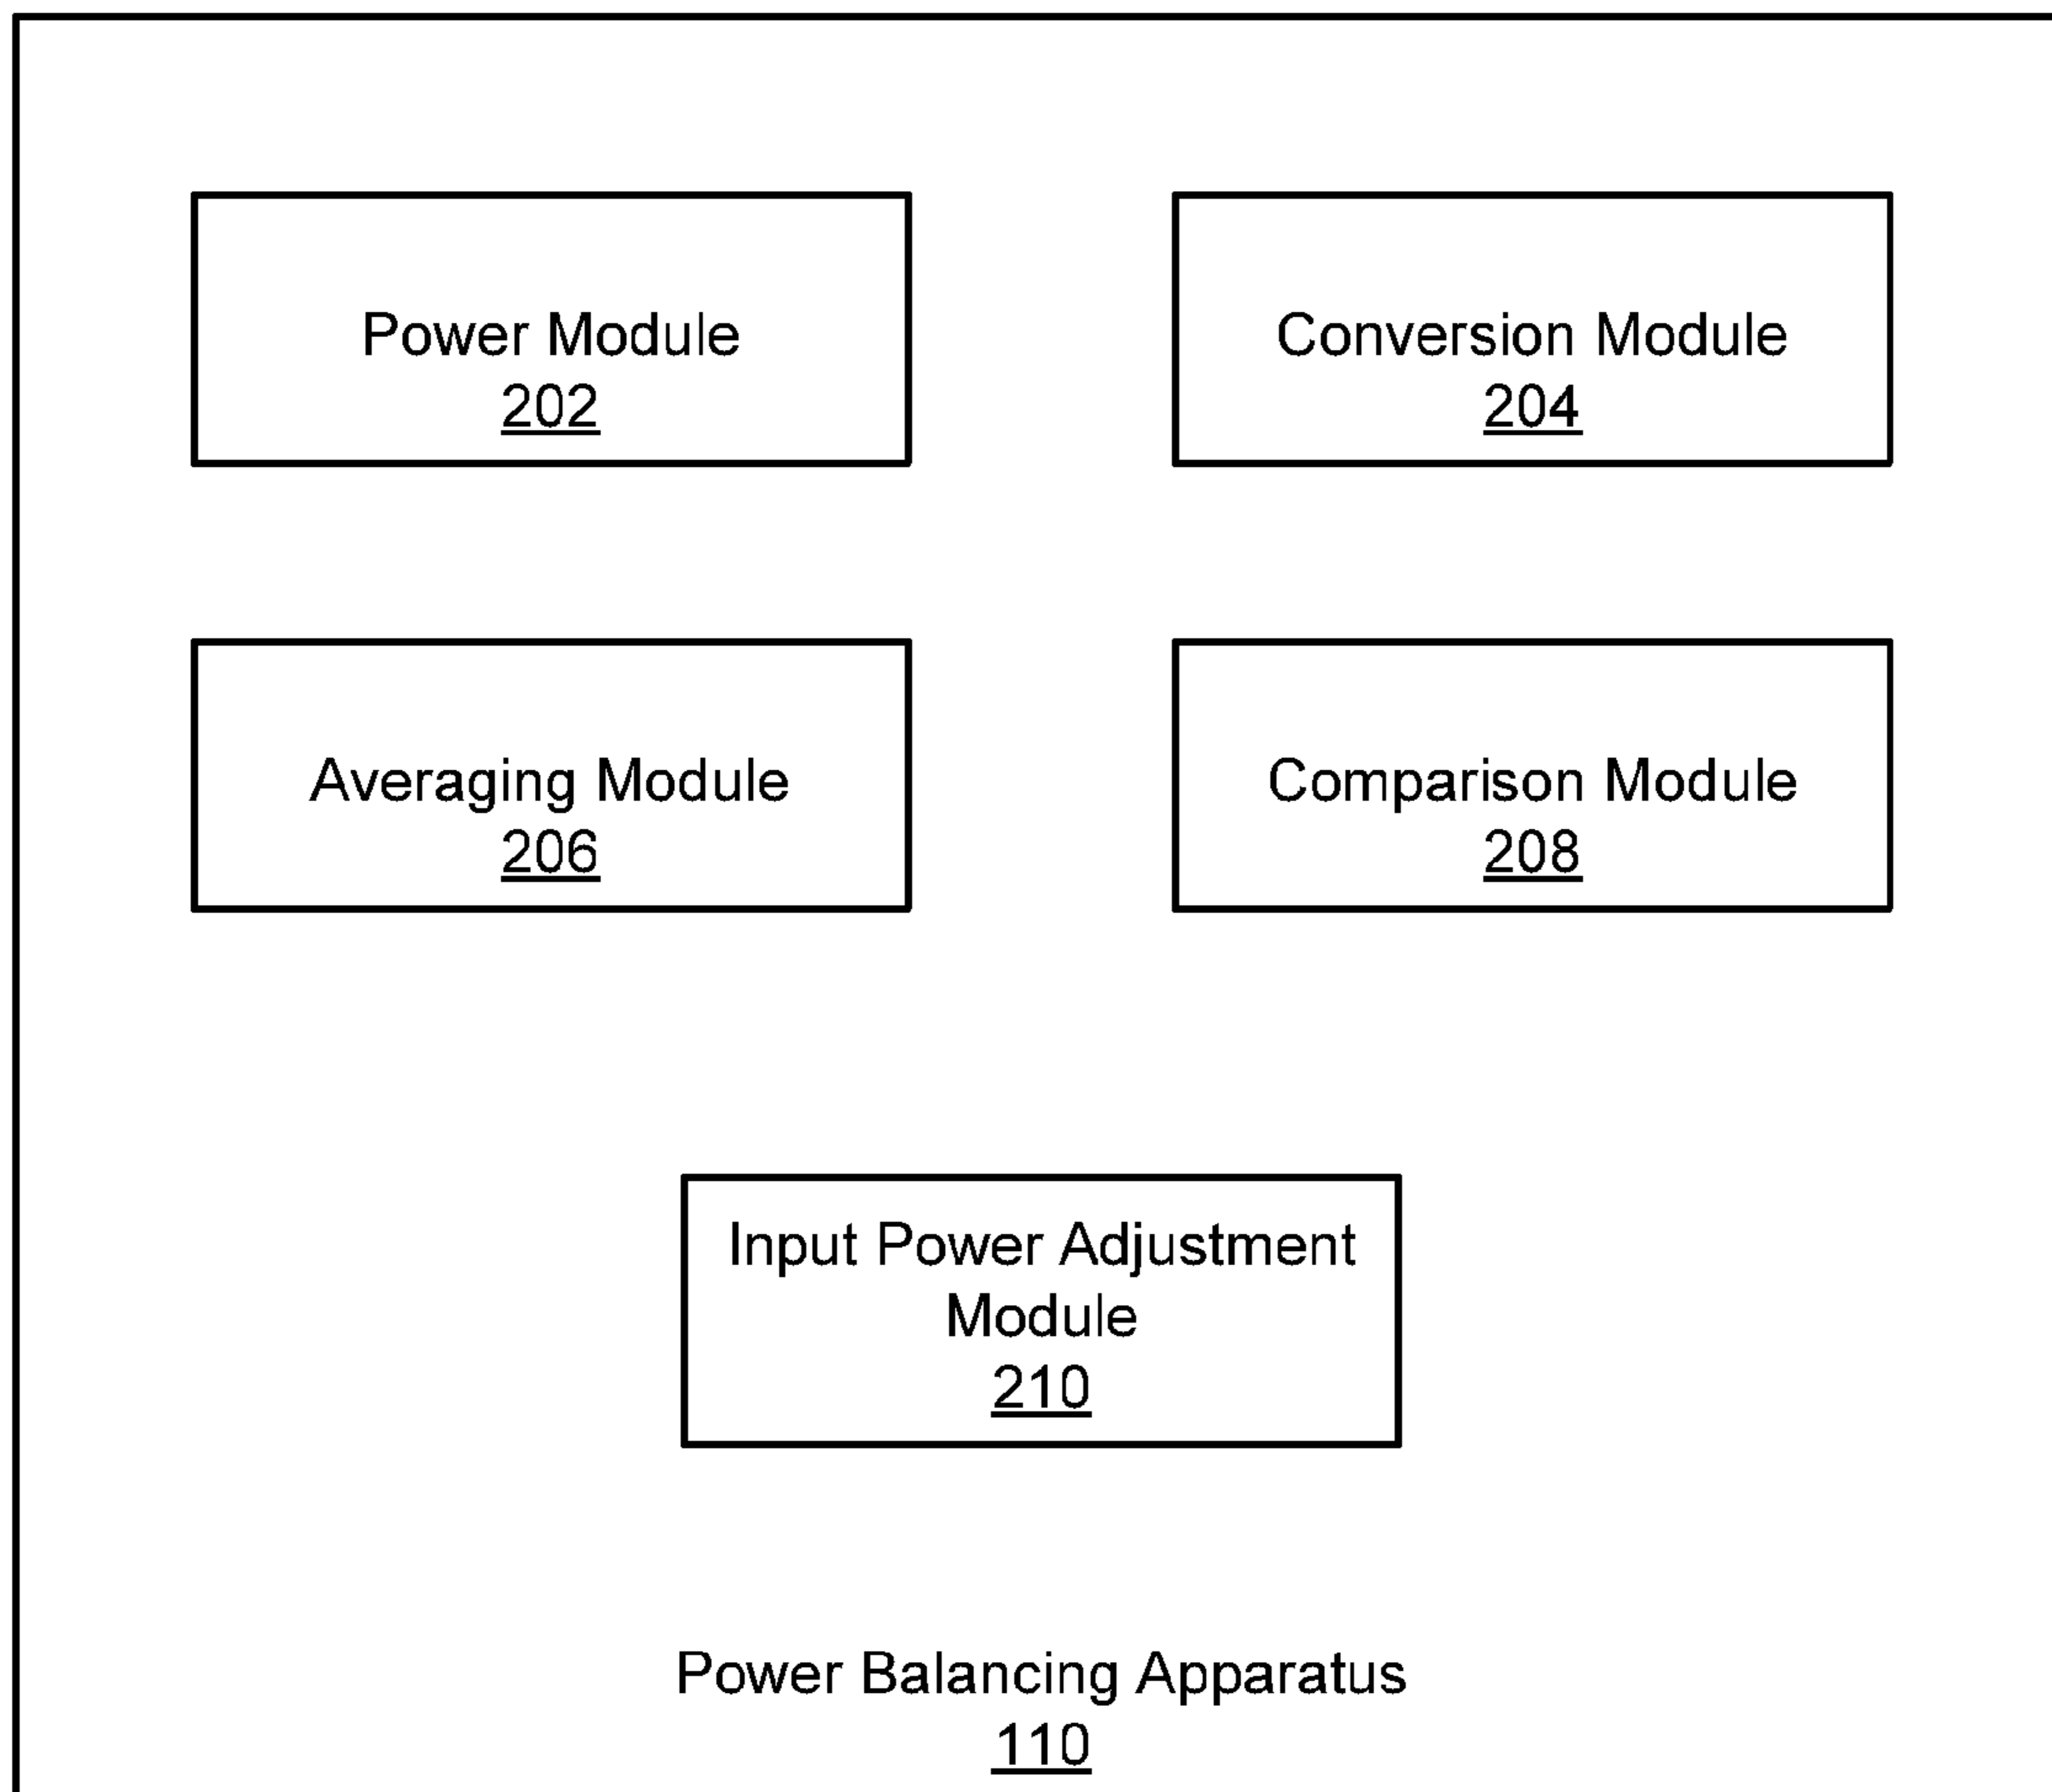 Power Module
202
Conversion Module
204
Averaging Module
206
Comparison Module
208
Input Power Adjustment
Module
210
Power Balancing Apparatus
110